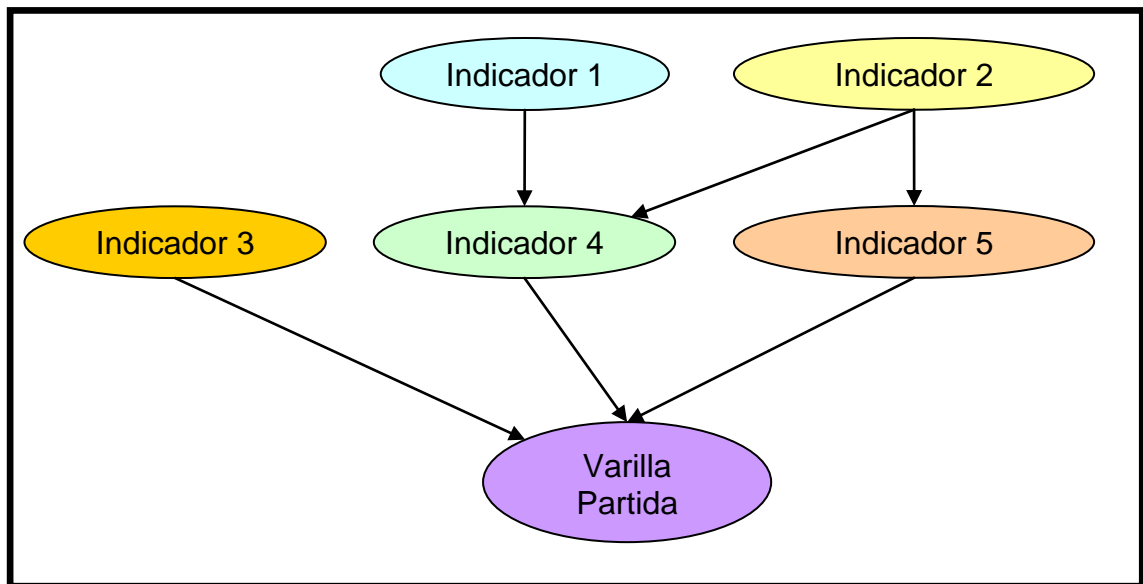 Indicador 1
Indicador 2
Indicador 3
Indicador 4
Indicador 5
Varilla
Partida